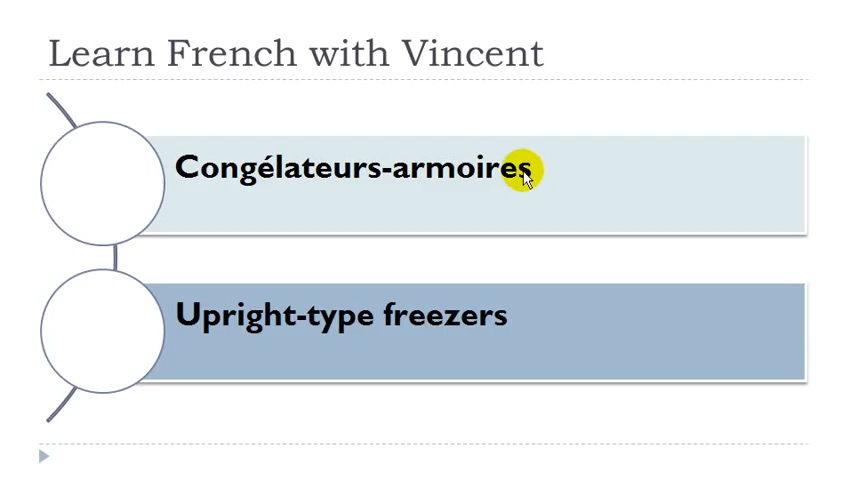 Learn French with Vincent
Congélateurs-armoires
Upright-type freezers